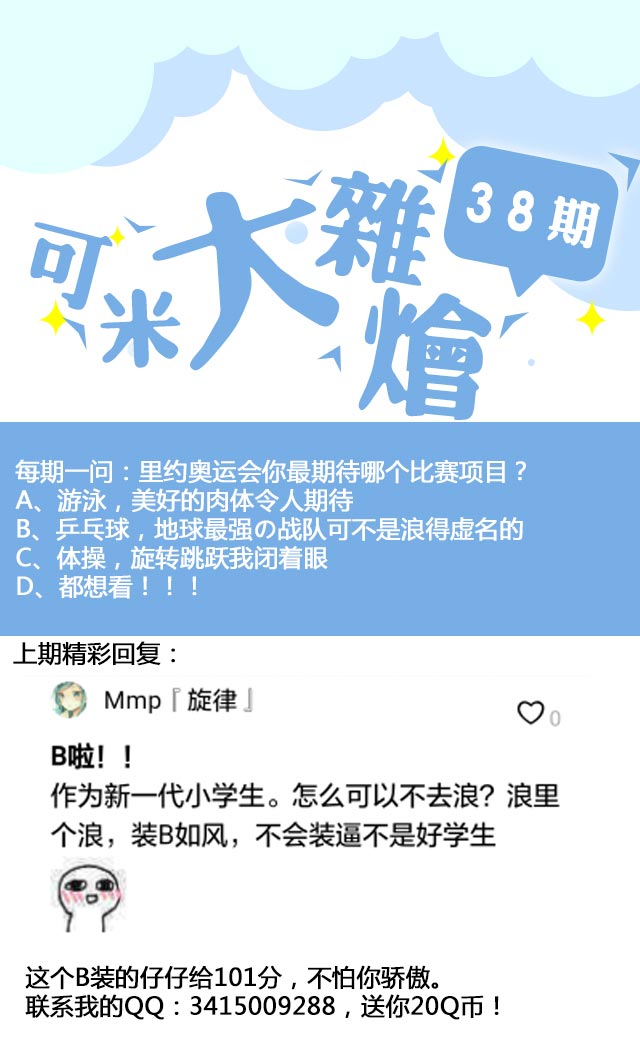 可米大雜燴
38期
每期一问：里约奥运会你最期待哪个比赛项目？
A、游泳，美好的肉体令人期待
B、乒乓球，地球最强の战队可不是浪得虚名的
C、体操，旋转跳跃我闭着眼
D、都想看！！！
上期精彩回复：
Mmp『旋律』
0
B啦！！
作为新一代小学生。怎么可以不去浪？浪里
个浪，装B如风，不会装逼不是好学生
这个B装的仔仔给101分，不怕你骄傲。
联系我的QQ：3415009288，送你20Q币！